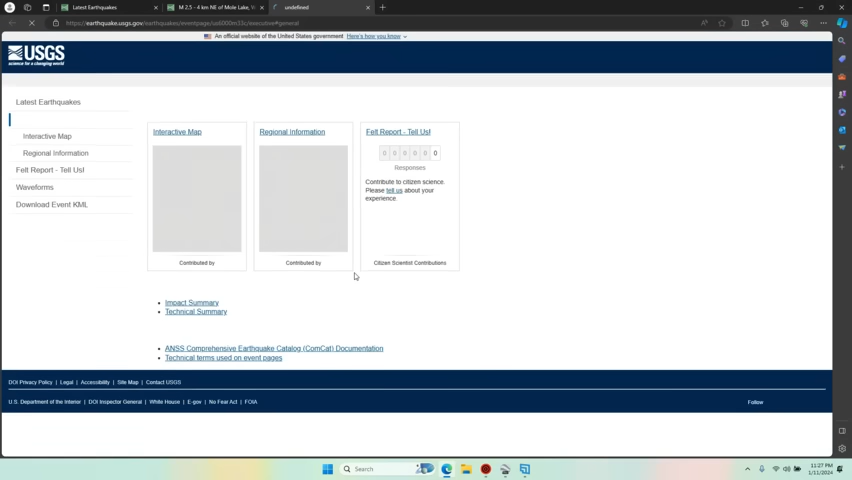 Latest Earthquakes
M 2.5 - 4 km NE of Mole Lake, W
undefined
https://earthquake.usgs.gov/earthquakes/eventpage/us6000m33c/executive#general
An official website of the United States government Here's how you know
USGS
science for a changing world
Latest Earthquakes
Interactive Map
Regional Information
Felt Report - Tell Us!
Waveforms
Download Event KML
Interactive Map
Contributed by
Regional Information
Contributed by
Felt Report - Tell Us!
0 0 0 0 0 0
Responses
Contribute to citizen science.
Please tell us about your
experience.
Citizen Scientist Contributions
Impact Summary
Technical Summary
ANSS Comprehensive Earthquake Catalog (ComCat) Documentation
Technical terms used on event pages
DOI Privacy Policy | Legal | Accessibility | Site Map | Contact USGS
U.S. Department of the Interior | DOI Inspector General | White House | E-gov | No Fear Act | FOIA
Follow
Search
11:27 PM
1/11/2024